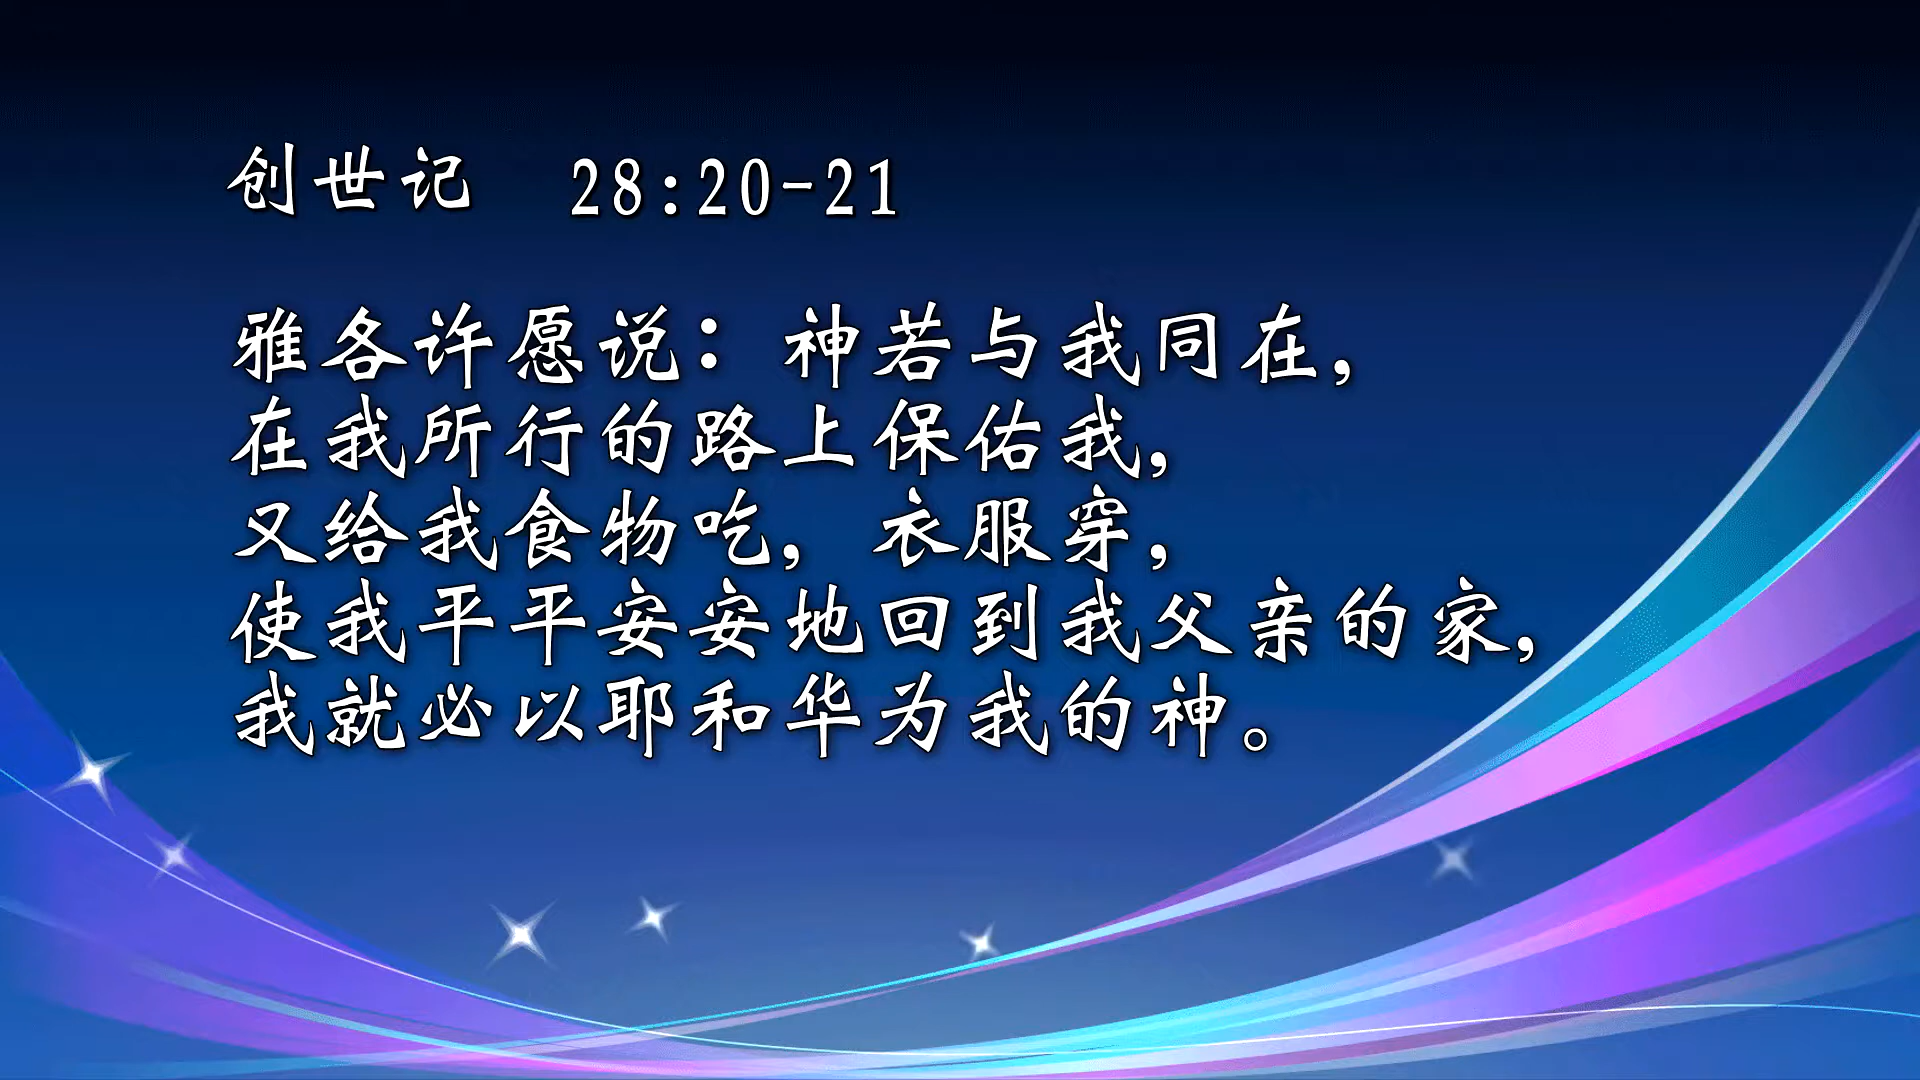 创世记 28:20-21
雅各许愿说：神若与我同在，
在我所行的路上保佑我，
又给我食物吃，衣服穿，
使我平平安安地回到我父亲的家，
我就必以耶和华为我的神。